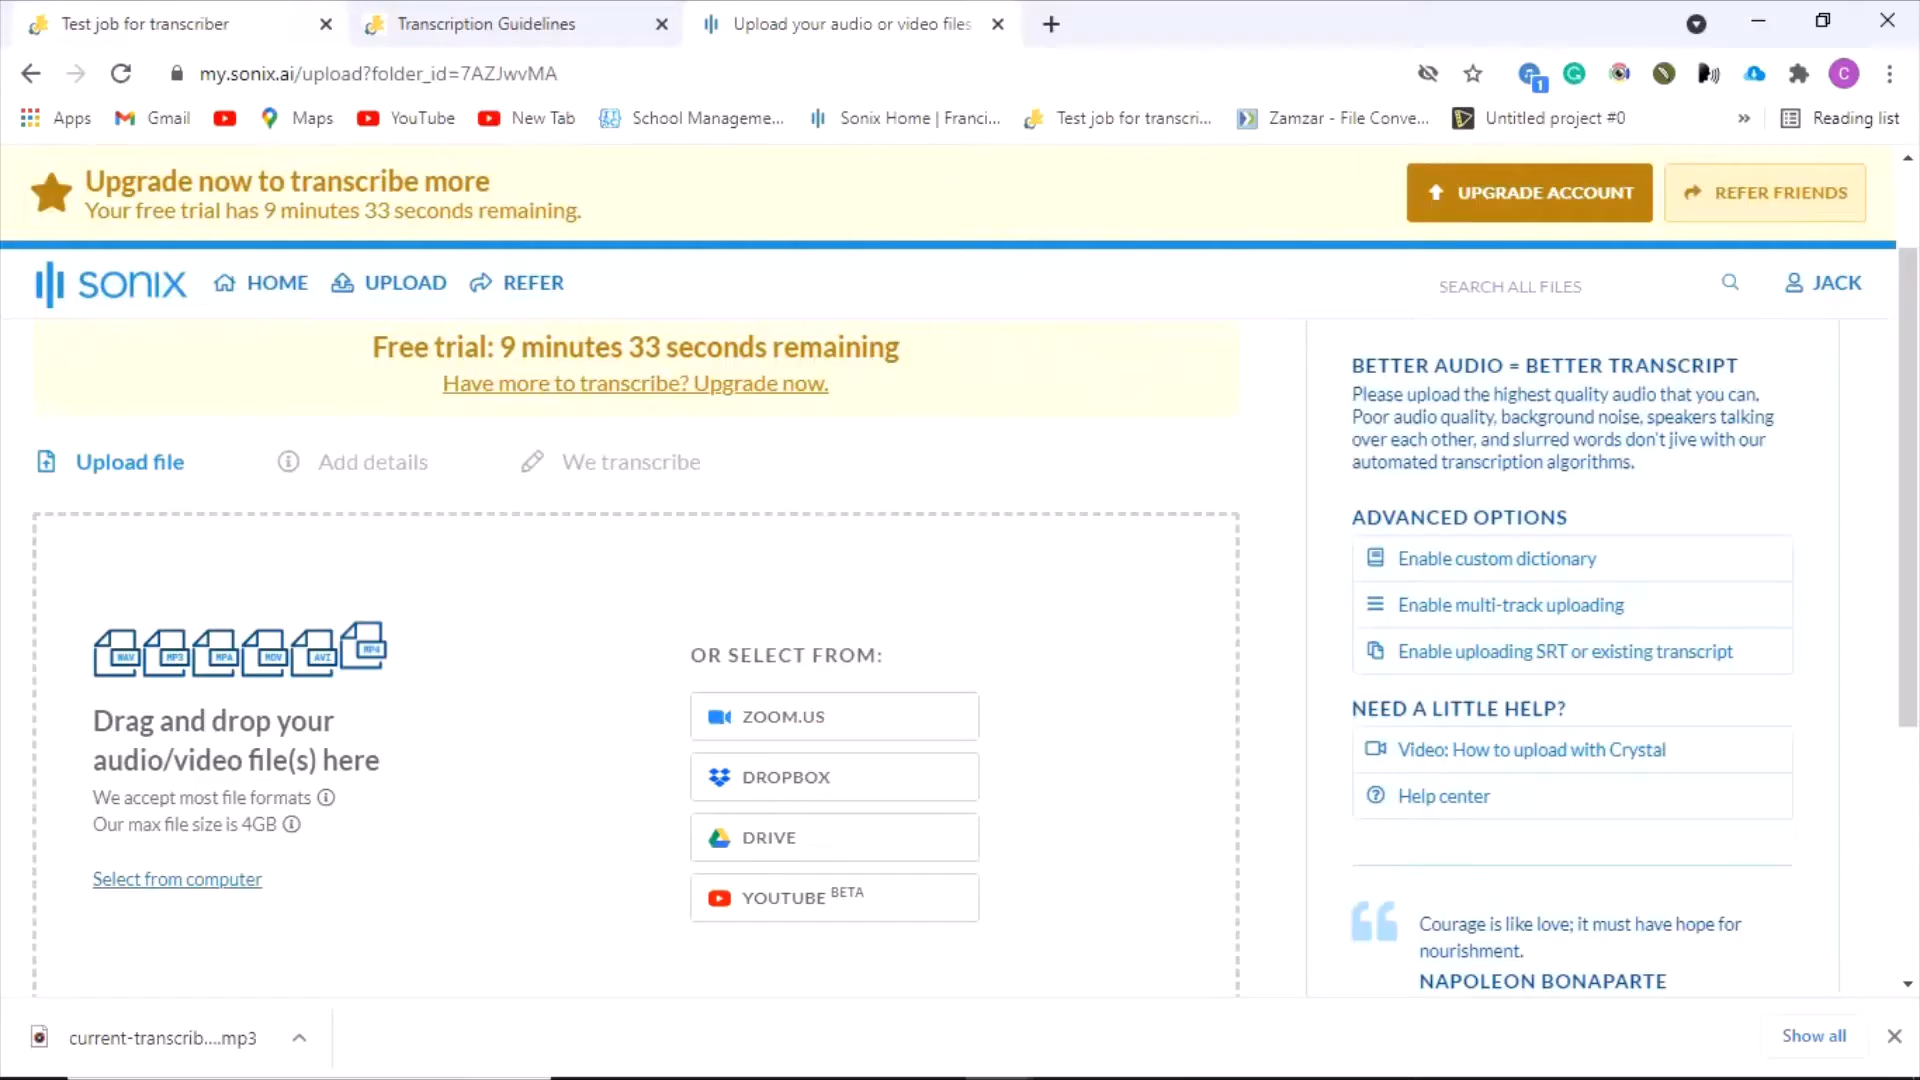 Test job for transcriber
Transcription Guidelines
Upload your audio or video files
my.sonix.ai/upload?folder_id=7AZJwvMA
1
C
Apps
Gmail
Maps
YouTube
New Tab
School Manageme...
Sonix Home | Franci...
Test job for transcri...
Zamzar - File Conve...
Untitled project #0
»
Reading list
Upgrade now to transcribe more
Your free trial has 9 minutes 33 seconds remaining.
UPGRADE ACCOUNT
REFER FRIENDS
sonix
HOME
UPLOAD
REFER
SEARCH ALL FILES
JACK
Free trial: 9 minutes 33 seconds remaining
Have more to transcribe? Upgrade now.
Upload file
Add details
We transcribe
WAV
MP3
MPA
MOV
AVI
MP4
Drag and drop your
audio/video file(s) here
We accept most file formats
Our max file size is 4GB
Select from computer
OR SELECT FROM:
ZOOM.US
DROPBOX
DRIVE
YOUTUBE BETA
BETTER AUDIO = BETTER TRANSCRIPT
Please upload the highest quality audio that you can.
Poor audio quality, background noise, speakers talking
over each other, and slurred words don't jive with our
automated transcription algorithms.
ADVANCED OPTIONS
Enable custom dictionary
Enable multi-track uploading
Enable uploading SRT or existing transcript
NEED A LITTLE HELP?
Video: How to upload with Crystal
Help center
Courage is like love; it must have hope for
nourishment.
NAPOLEON BONAPARTE
current-transcrib....mp3
Show all